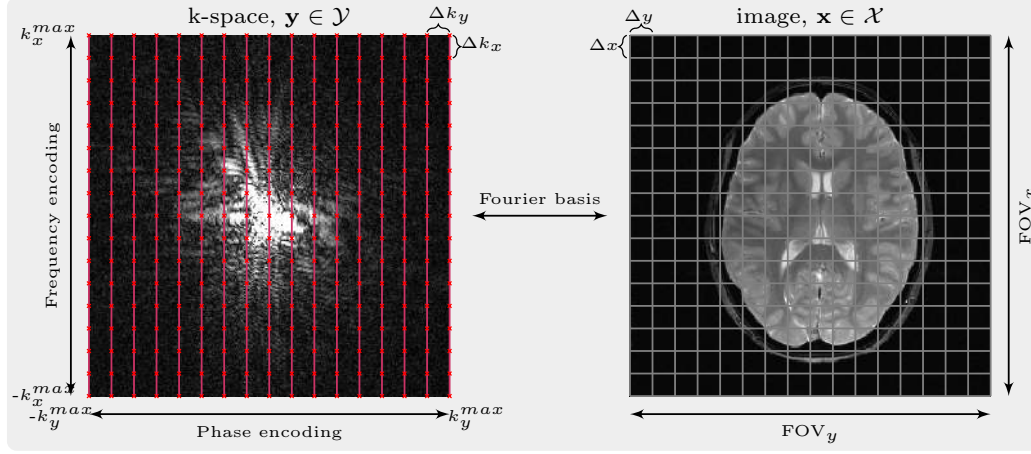 k-space, y ∈ 𝒴
image, x ∈ 𝒳
k_x^{max}
Δk_y
Δk_x
Δy
Δx
Frequency encoding
Fourier basis
FOV_x
-k_x^{max}
-k_y^{max}
k_y^{max}
Phase encoding
FOV_y